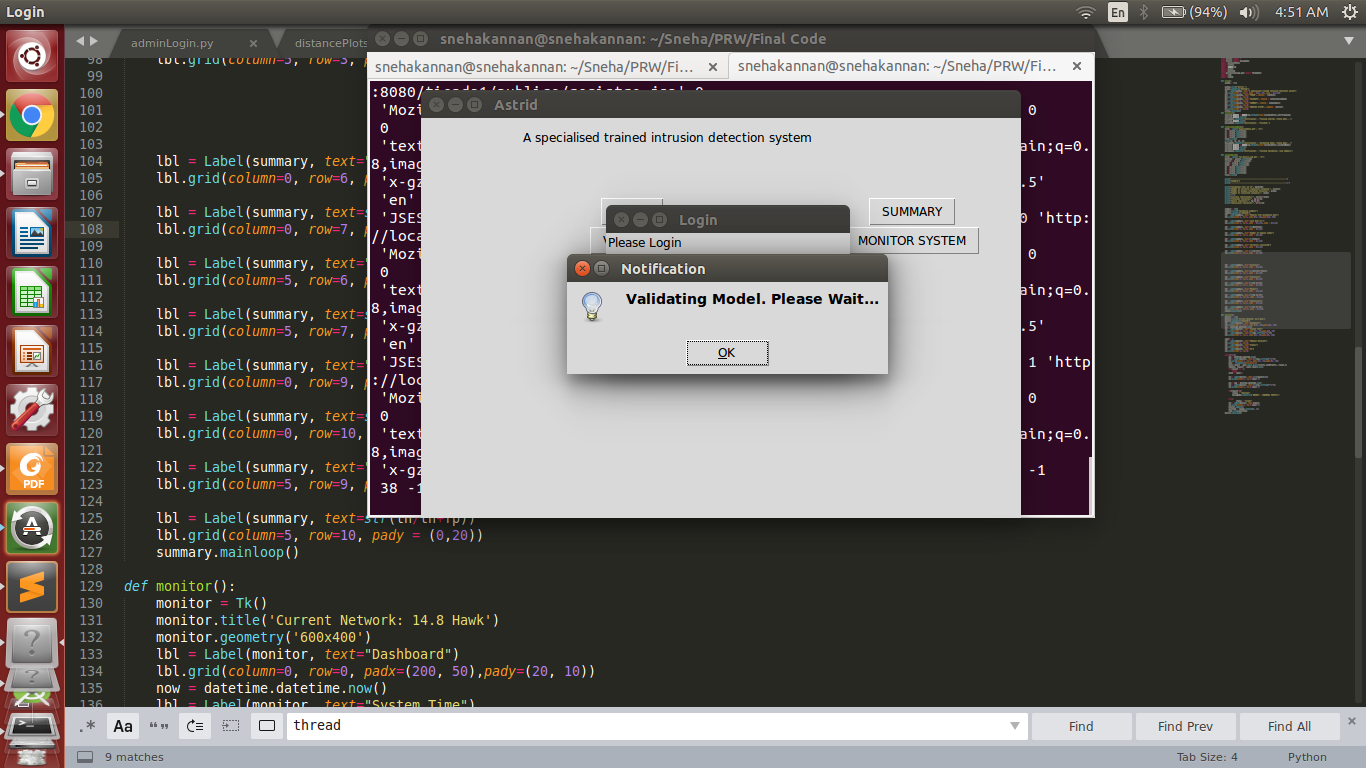 Login
En
(94%)
4:51 AM
adminLogin.py
distancePlots
snehakannan@snehakannan: ~/Sneha/PRW/Final Code
snehakannan@snehakannan: ~/Sneha/PRW/Fi...
snehakannan@snehakannan: ~/Sneha/PRW/Fi...
Astrid
A specialised trained intrusion detection system
SUMMARY
MONITOR SYSTEM
Login
Please Login
Notification
Validating Model. Please Wait...
OK
'Mozi
0
0
'text
ain;q=0.
8,imag
'x-gz
.5'
'en'
'JSES
0 'http:
//loca
'Mozi
0
0
'text
ain;q=0.
8,imag
'x-gz
.5'
'en'
'JSES
1 'http
://loc
'Mozi
0
0
'text
ain;q=0.
8,imag
'x-gz
-1
38 -1
98 lbl.grid(column=5, row=3,
99
100
101
102
103
104 lbl = Label(summary, text=
105 lbl.grid(column=0, row=6,
106
107 lbl = Label(summary, text=
108 lbl.grid(column=0, row=7,
109
110 lbl = Label(summary, text=
111 lbl.grid(column=5, row=6,
112
113 lbl = Label(summary, text=
114 lbl.grid(column=5, row=7,
115
116 lbl = Label(summary, text=
117 lbl.grid(column=0, row=9,
118
119 lbl = Label(summary, text=
120 lbl.grid(column=0, row=10,
121
122 lbl = Label(summary, text=
123 lbl.grid(column=5, row=9,
124
125 lbl = Label(summary, text=str(tn/tn+fp))
126 lbl.grid(column=5, row=10, pady = (0,20))
127 summary.mainloop()
128
129 def monitor():
130 monitor = Tk()
131 monitor.title('Current Network: 14.8 Hawk')
132 monitor.geometry('600x400')
133 lbl = Label(monitor, text="Dashboard")
134 lbl.grid(column=0, row=0, padx=(200, 50),pady=(20, 10))
135 now = datetime.datetime.now()
136 lbl = Label(monitor, text="System Time")
.*
Aa
thread
Find
Find Prev
Find All
9 matches
Tab Size: 4
Python
PDF